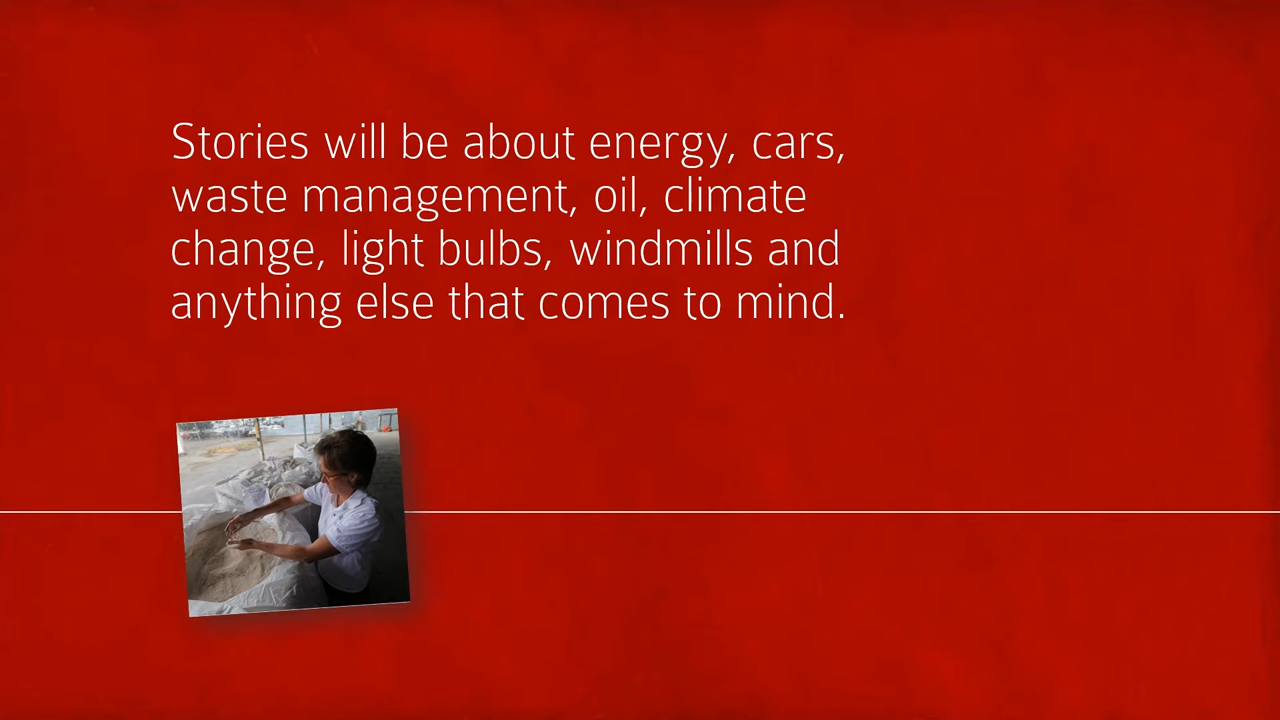 Stories will be about energy, cars,
waste management, oil, climate
change, light bulbs, windmills and
anything else that comes to mind.